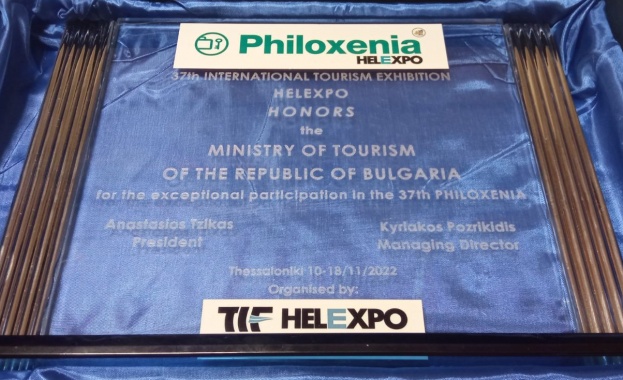 Philoxenia
HELEXPO
37th INTERNATIONAL TOURISM EXHIBITION
HELEXPO
HONORS
the
MINISTRY OF TOURISM
OF THE REPUBLIC OF BULGARIA
for the exceptional participation in the 37th PHILOXENIA
Anastasios Tzikas
President
Kyriakos Pozrikidis
Managing Director
Thessaloniki 10-18/11/2022
Organised by:
TIF HELEXPO